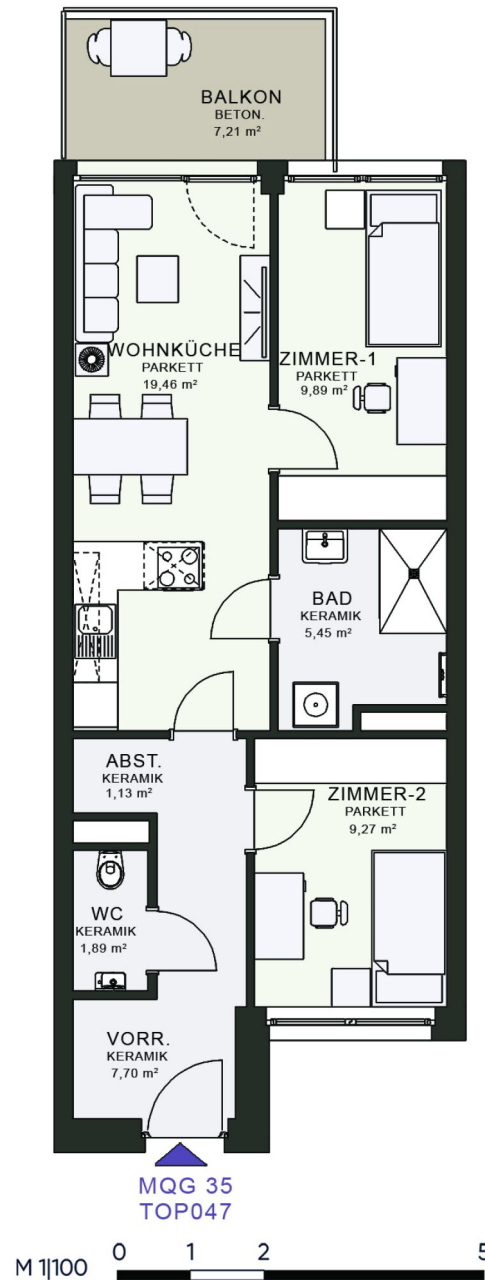 BALKON
BETON.
7,21 m²
WOHNKÜCHE
PARKETT
19,46 m²
ZIMMER-1
PARKETT
9,89 m²
BAD
KERAMIK
5,45 m²
ABST.
KERAMIK
1,13 m²
ZIMMER-2
PARKETT
9,27 m²
WC
KERAMIK
1,89 m²
VORR.
KERAMIK
7,70 m²
MQG 35
TOP047
M 1|100 0 1 2 5